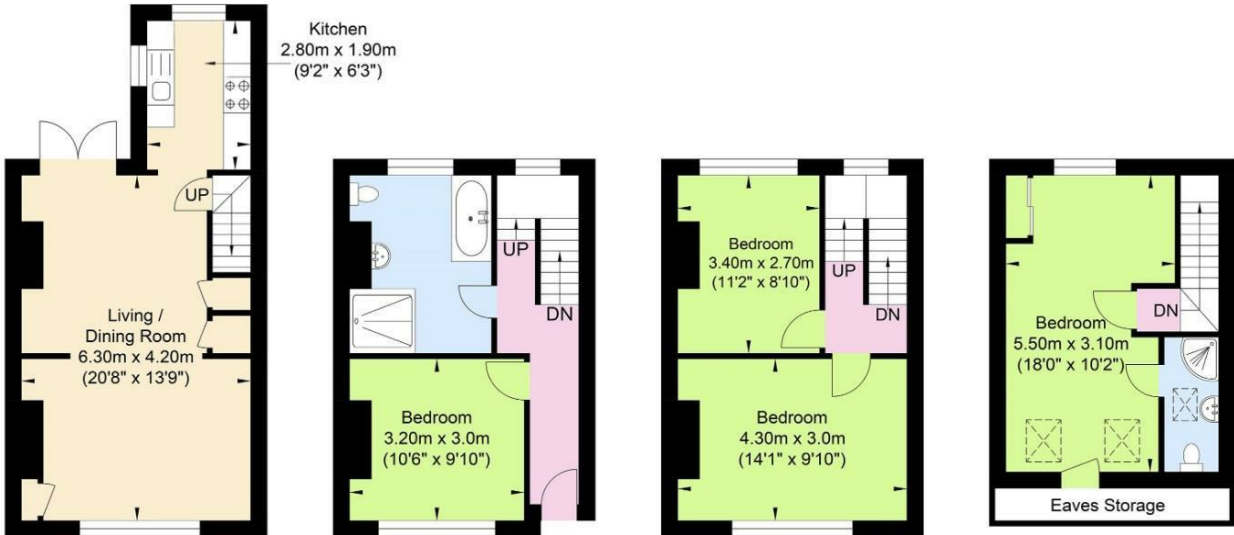 Kitchen
2.80m x 1.90m
(9'2" x 6'3")
UP
Living /
Dining Room
6.30m x 4.20m
(20'8" x 13'9")
UP
DN
Bedroom
3.20m x 3.0m
(10'6" x 9'10")
Bedroom
3.40m x 2.70m
(11'2" x 8'10")
UP
DN
Bedroom
4.30m x 3.0m
(14'1" x 9'10")
DN
Bedroom
5.50m x 3.10m
(18'0" x 10'2")
Eaves Storage